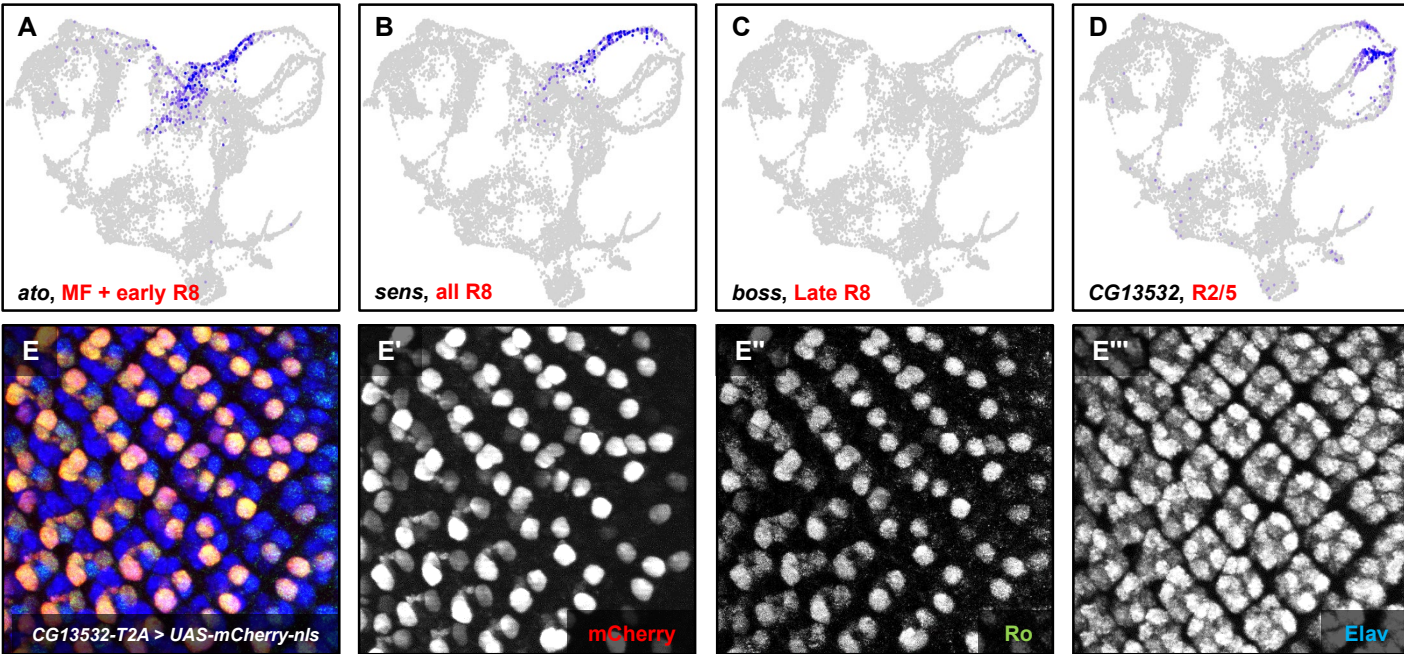 A
ato, MF + early R8
B
sens, all R8
C
boss, Late R8
D
CG13532, R2/5
E
CG13532-T2A > UAS-mCherry-nls
E'
mCherry
E"
Ro
E'"
Elav